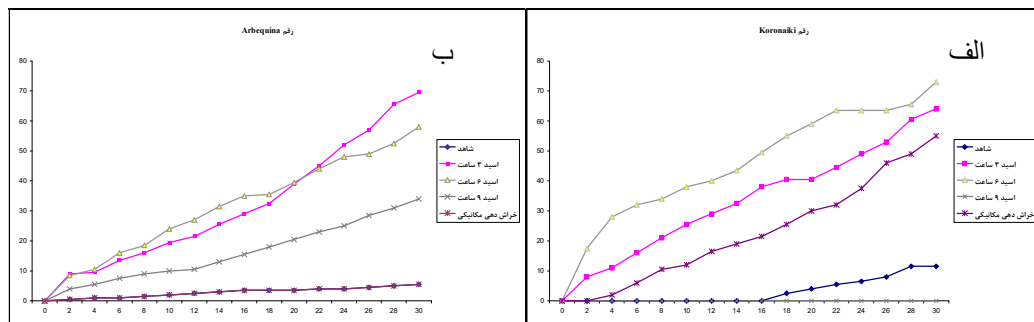 رقم Koronaiki
الف
80
70
60
50
40
30
20
10
0
0 2 4 6 8 10 12 14 16 18 20 22 24 26 28 30
شاهد
اسید ۳ ساعت
اسید ۶ ساعت
اسید ۹ ساعت
خراش دهی مکانیکی
رقم Arbequina
ب
80
70
60
50
40
30
20
10
0
0 2 4 6 8 10 12 14 16 18 20 22 24 26 28 30
شاهد
اسید ۳ ساعت
اسید ۶ ساعت
اسید ۹ ساعت
خراش دهی مکانیکی